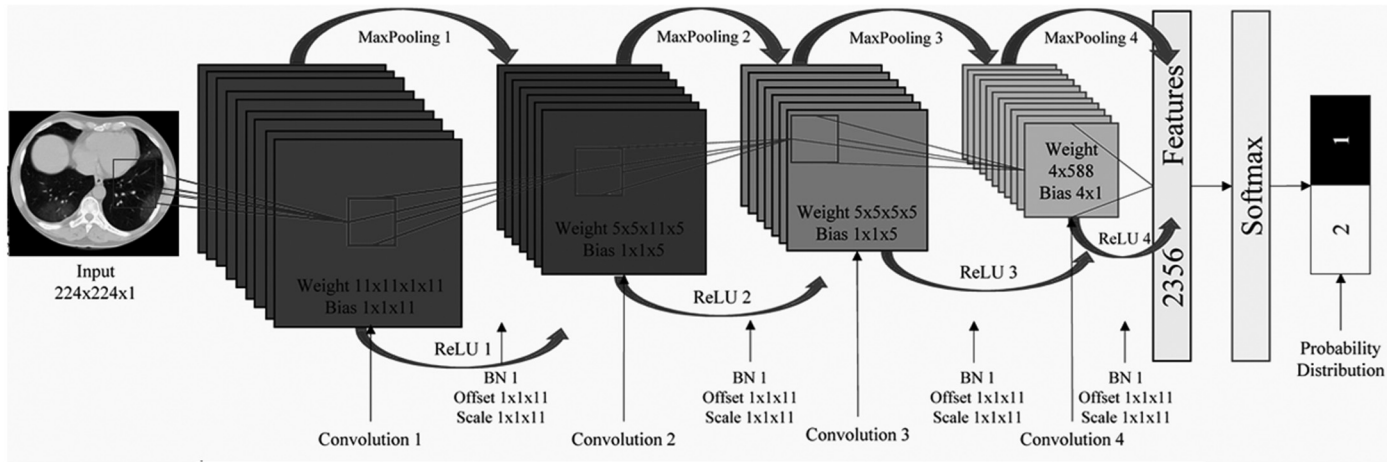 MaxPooling 1
MaxPooling 2
MaxPooling 3
MaxPooling 4
Input
224x224x1
Weight 11x11x1x11
Bias 1x1x11
Weight 5x5x11x5
Bias 1x1x5
Weight 5x5x5x5
Bias 1x1x5
Weight
4x588
Bias 4x1
ReLU 1
ReLU 2
ReLU 3
ReLU 4
BN 1
Offset 1x1x11
Scale 1x1x11
BN 1
Offset 1x1x11
Scale 1x1x11
BN 1
Offset 1x1x11
Scale 1x1x11
BN 1
Offset 1x1x11
Scale 1x1x11
Convolution 1
Convolution 2
Convolution 3
Convolution 4
2356 Features
Softmax
1
2
Probability
Distribution